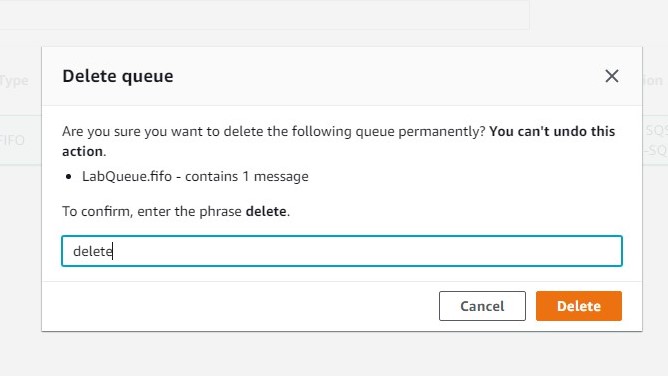 Delete queue
Type
ion
Are you sure you want to delete the following queue permanently? You can't undo this
action.
FIFO
SQS
-SQS
LabQueue.fifo - contains 1 message
To confirm, enter the phrase delete.
delete
Cancel
Delete